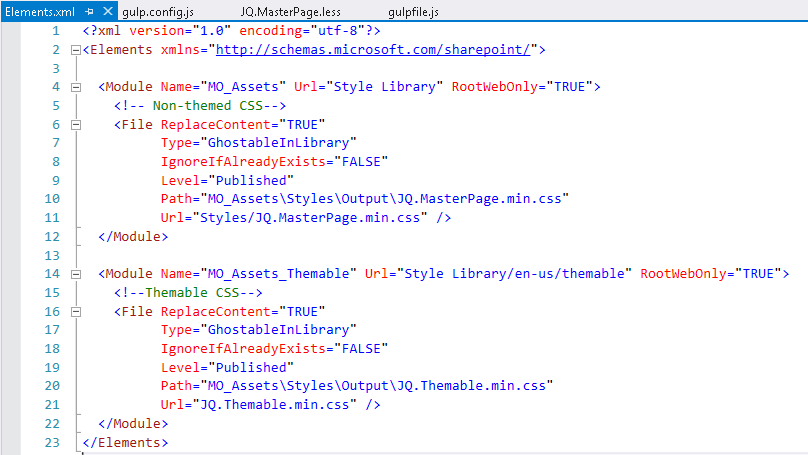 Elements.xml gulp.config.js JQ.MasterPage.less gulpfile.js
1 <?xml version="1.0" encoding="utf-8"?>
2 <Elements xmlns="http://schemas.microsoft.com/sharepoint/">
3
4 <Module Name="MO_Assets" Url="Style Library" RootWebOnly="TRUE">
5 <!-- Non-themed CSS-->
6 <File ReplaceContent="TRUE"
7 Type="GhostableInLibrary"
8 IgnoreIfAlreadyExists="FALSE"
9 Level="Published"
10 Path="MO_Assets\Styles\Output\JQ.MasterPage.min.css"
11 Url="Styles/JQ.MasterPage.min.css" />
12 </Module>
13
14 <Module Name="MO_Assets_Themable" Url="Style Library/en-us/themable" RootWebOnly="TRUE">
15 <!--Themable CSS-->
16 <File ReplaceContent="TRUE"
17 Type="GhostableInLibrary"
18 IgnoreIfAlreadyExists="FALSE"
19 Level="Published"
20 Path="MO_Assets\Styles\Output\JQ.Themable.min.css"
21 Url="JQ.Themable.min.css" />
22 </Module>
23 </Elements>